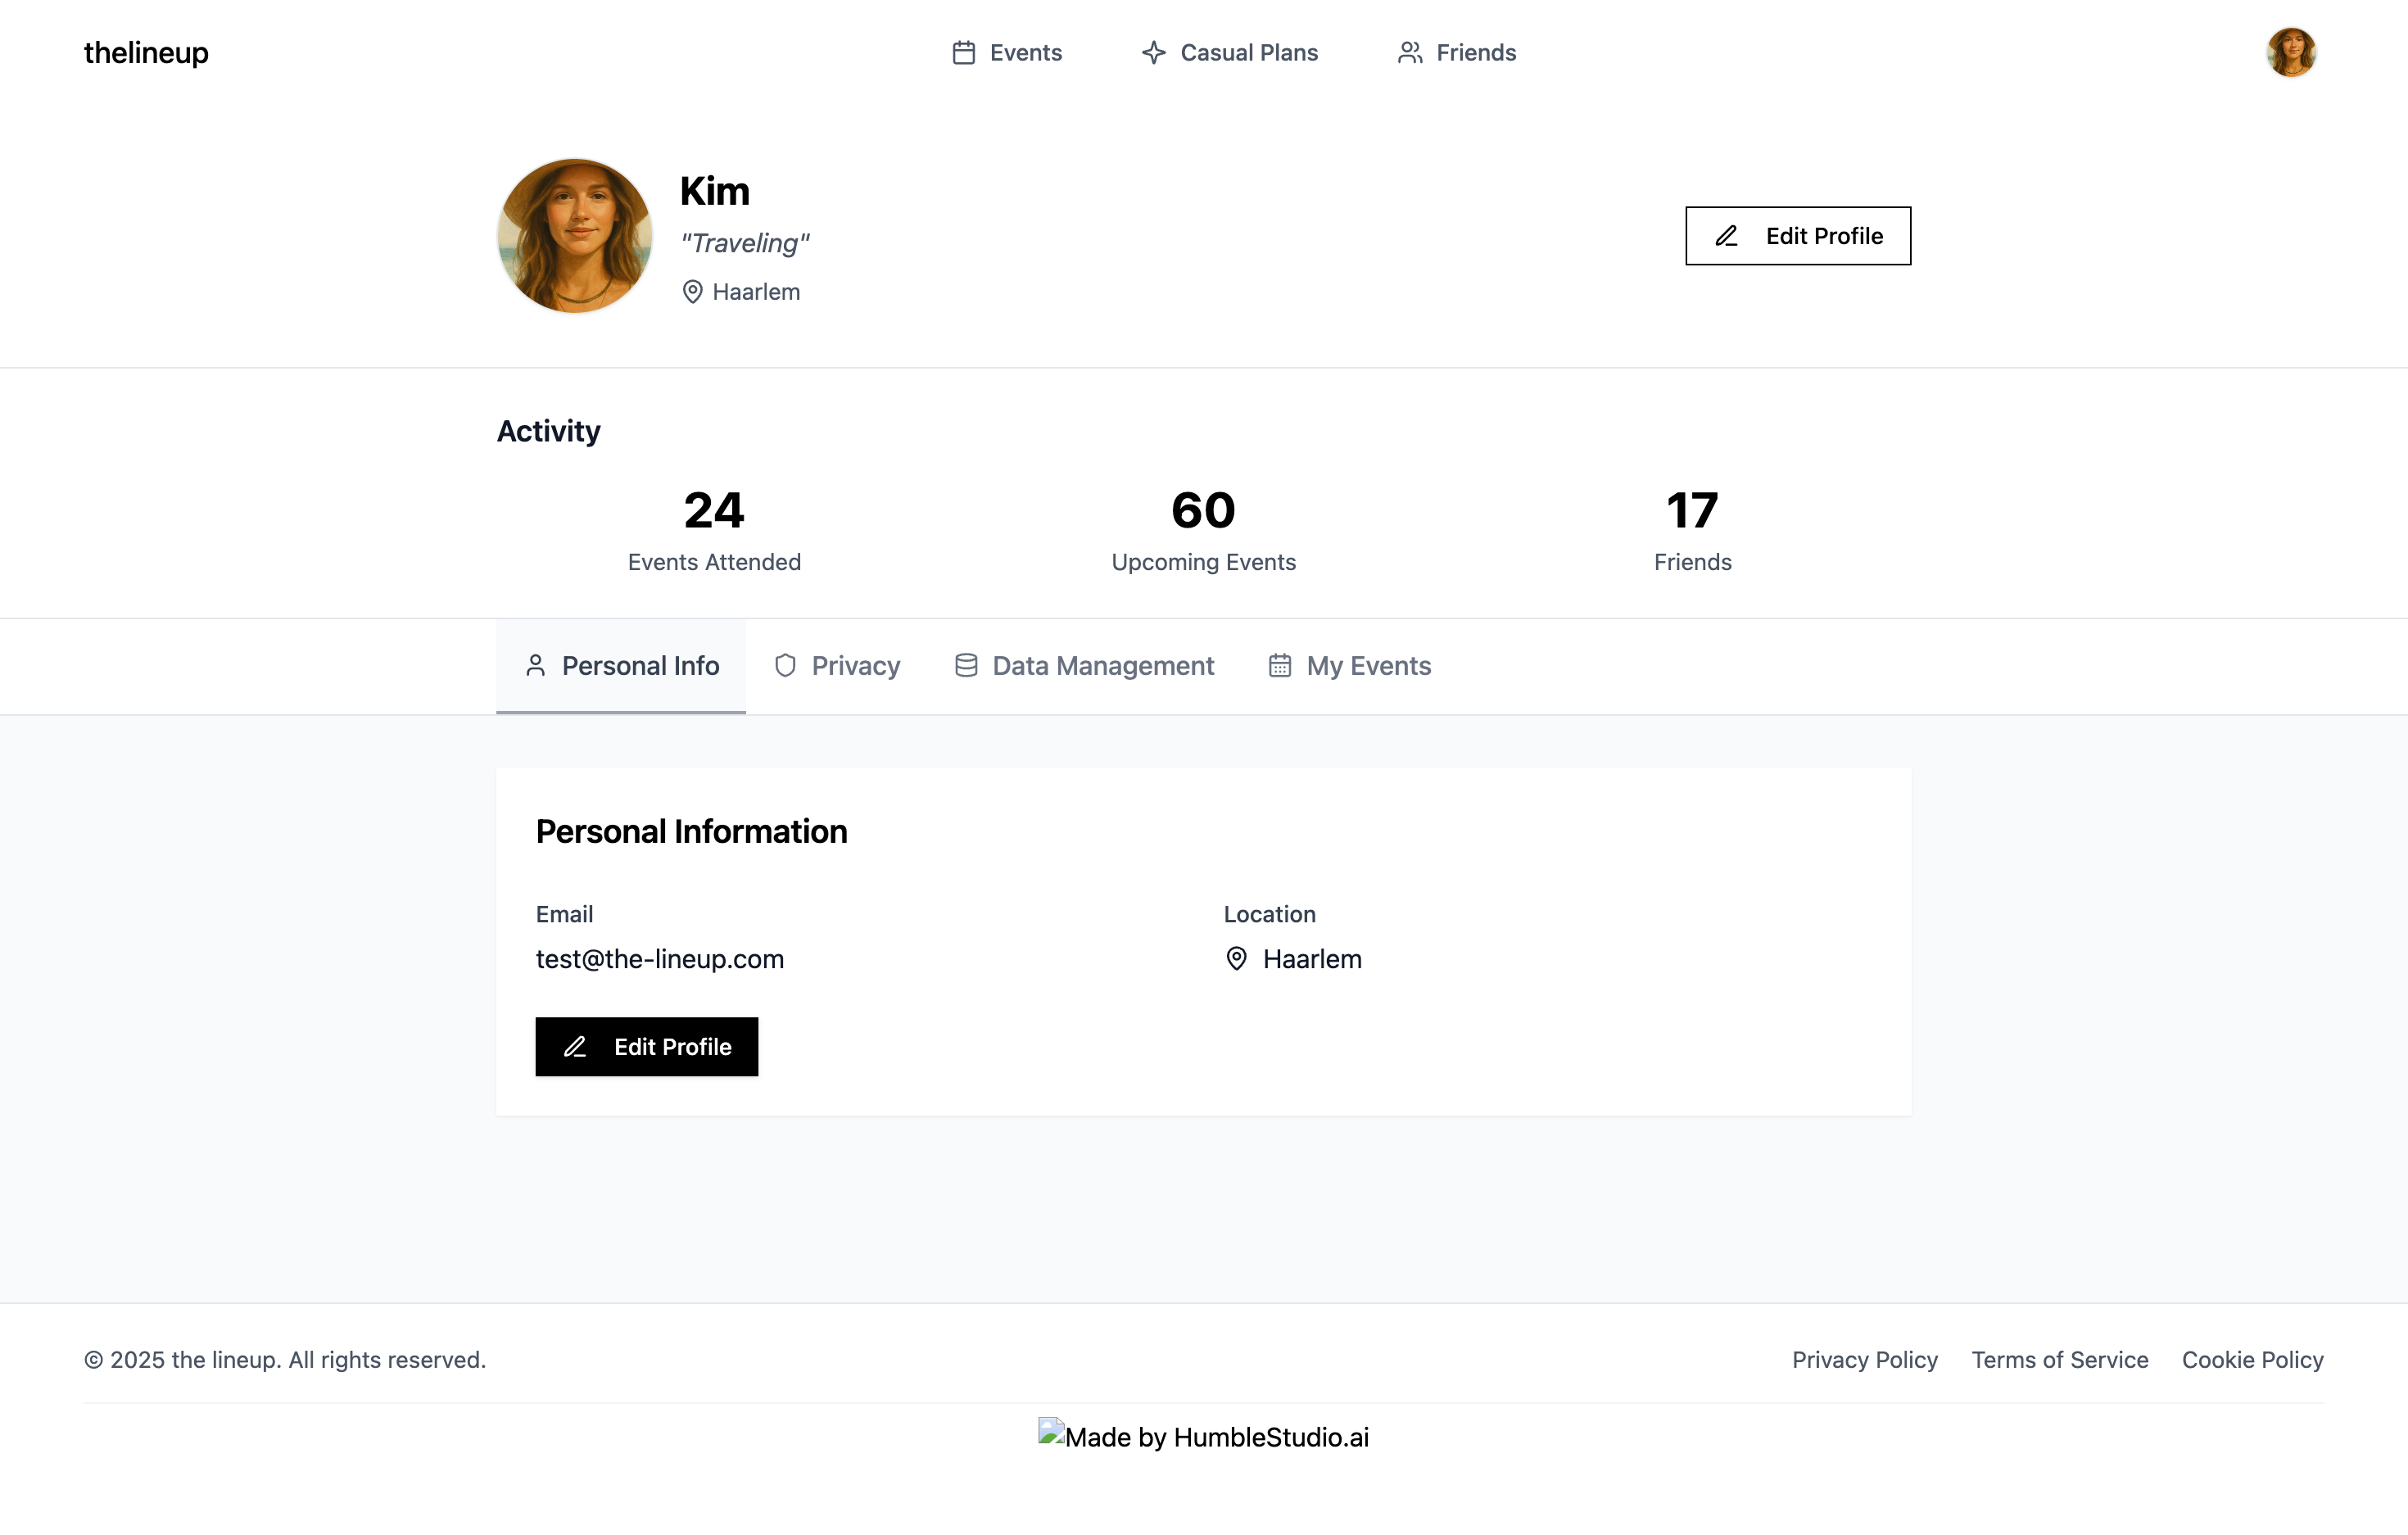 thelineup
Events
Casual Plans
Friends
Kim
"Traveling"
Haarlem
Edit Profile
Activity
24
60
17
Events Attended
Upcoming Events
Friends
Personal Info
Privacy
Data Management
My Events
Personal Information
Email
Location
test@the-lineup.com
Haarlem
Edit Profile
© 2025 the lineup. All rights reserved.
Privacy Policy
Terms of Service
Cookie Policy
Made by HumbleStudio.ai